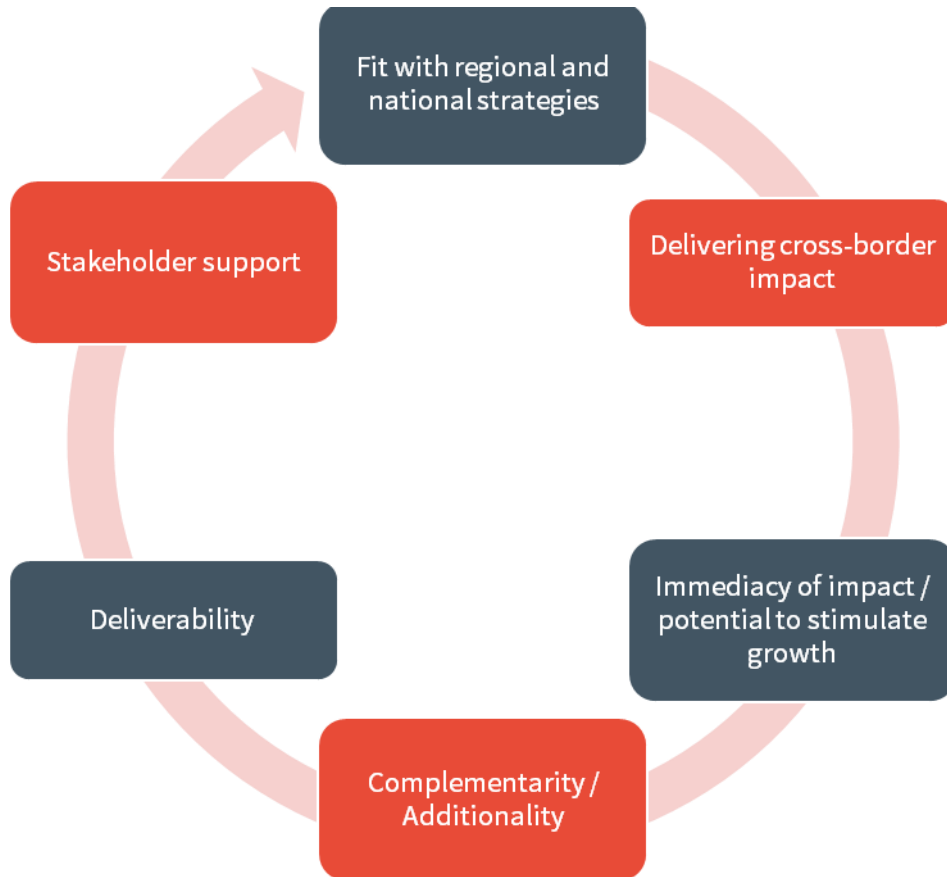 Fit with regional and
national strategies
Delivering cross-border
impact
Immediacy of impact /
potential to stimulate
growth
Complementarity /
Additionality
Deliverability
Stakeholder support